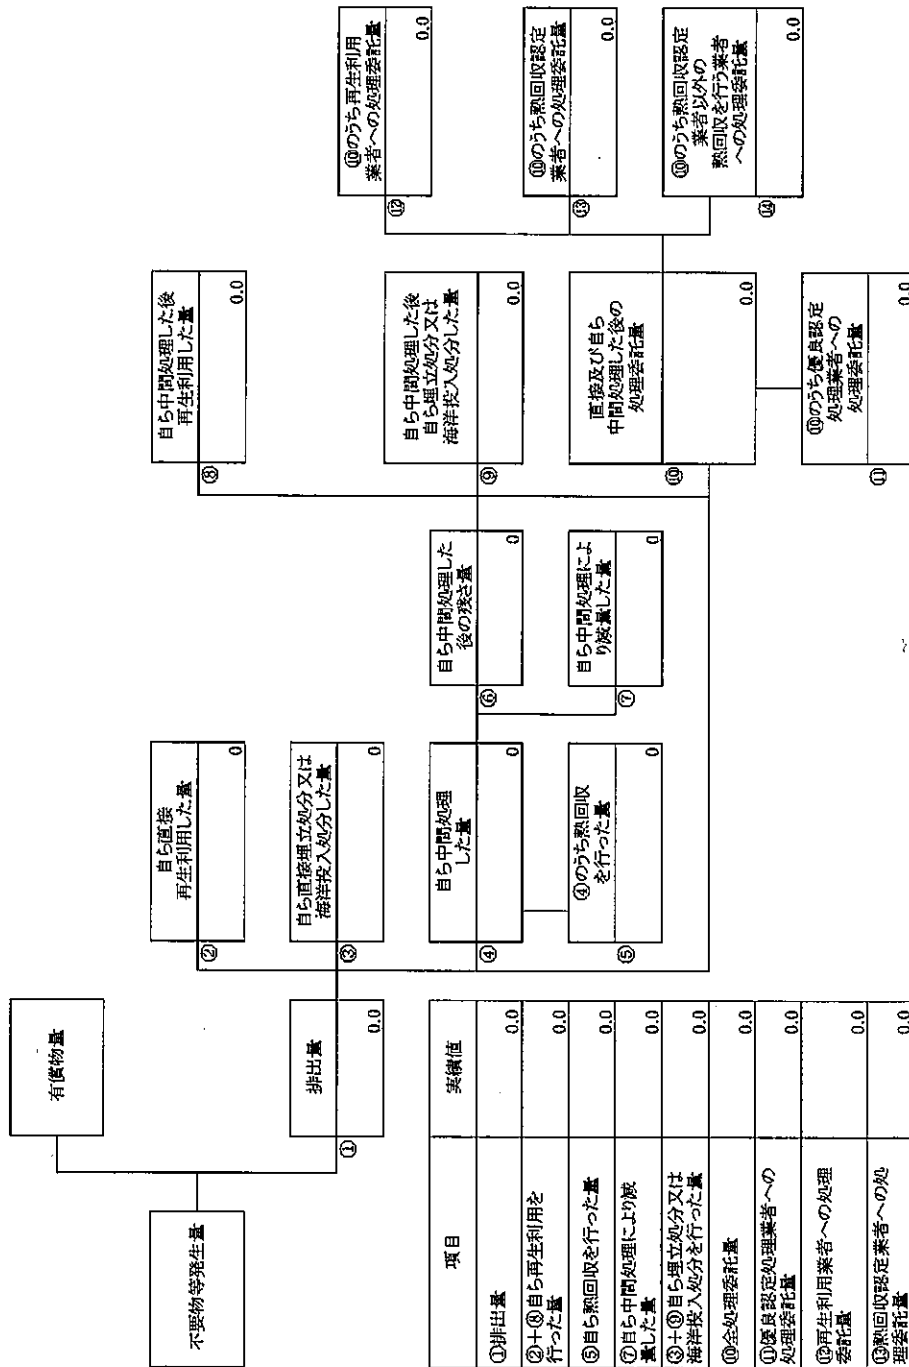 不要物等発生量
有償物量
①
排出量
0.0
②
自ら直接
再生利用した量
0
③
自ら直接埋立処分又は
海洋投入処分した量
0
④
自ら中間処理
した量
0
⑤
④のうち熱回収
を行った量
0
⑥
自ら中間処理した
後の残さ量
0
⑦
自ら中間処理によ
り減量した量
0
⑧
自ら中間処理した後
再生利用した量
0.0
⑨
自ら中間処理した後
自ら埋立処分又は
海洋投入処分した量
0.0
⑩
直接及び自ら
中間処理した後の
処理委託量
0.0
⑪
⑩のうち優良認定
処理業者への
処理委託量
0.0
⑫
⑩のうち再生利用
業者への処理委託量
0.0
⑬
⑩のうち熱回収認定
業者への処理委託量
0.0
⑭
⑩のうち熱回収認定
業者以外の
熱回収を行う業者
への処理委託量
0.0
項目
実績値
①排出量
0.0
②+⑧自ら再生利用を
行った量
0.0
⑤自ら熱回収を行った量
0.0
⑦自ら中間処理により減
量した量
0.0
③+⑨自ら埋立処分又は
海洋投入処分を行った量
0.0
⑩全処理委託量
0.0
⑪優良認定処理業者への
処理委託量
0.0
⑫再生利用業者への処理
委託量
0.0
⑬熱回収認定業者への処
理委託量
0.0